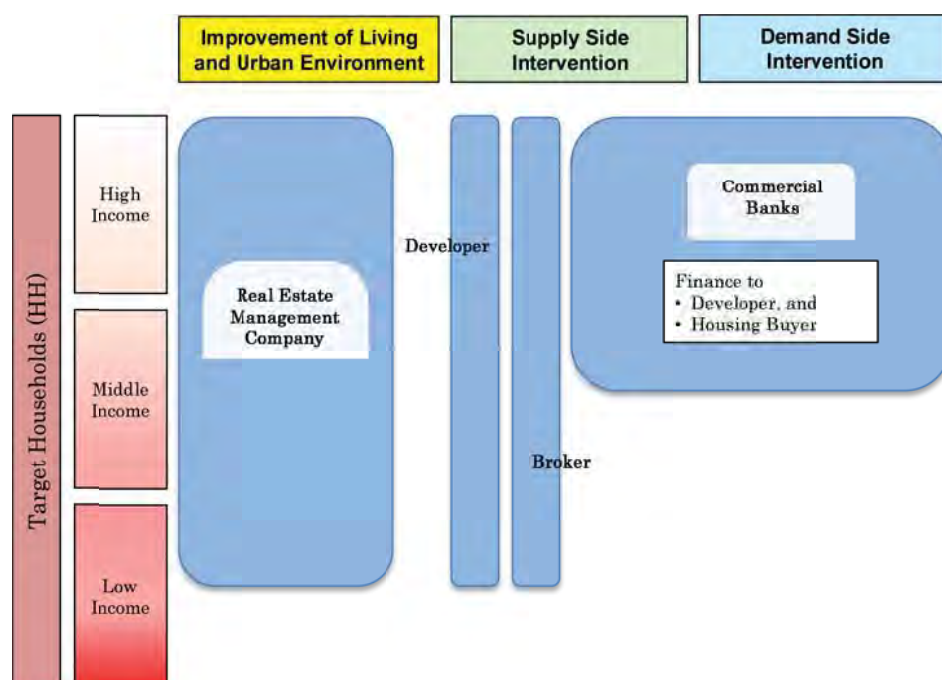 Improvement of Living
and Urban Environment
Supply Side
Intervention
Demand Side
Intervention
Target Households (HH)
High
Income
Middle
Income
Low
Income
Real Estate
Management
Company
Developer
Broker
Commercial
Banks
Finance to
• Developer, and
• Housing Buyer